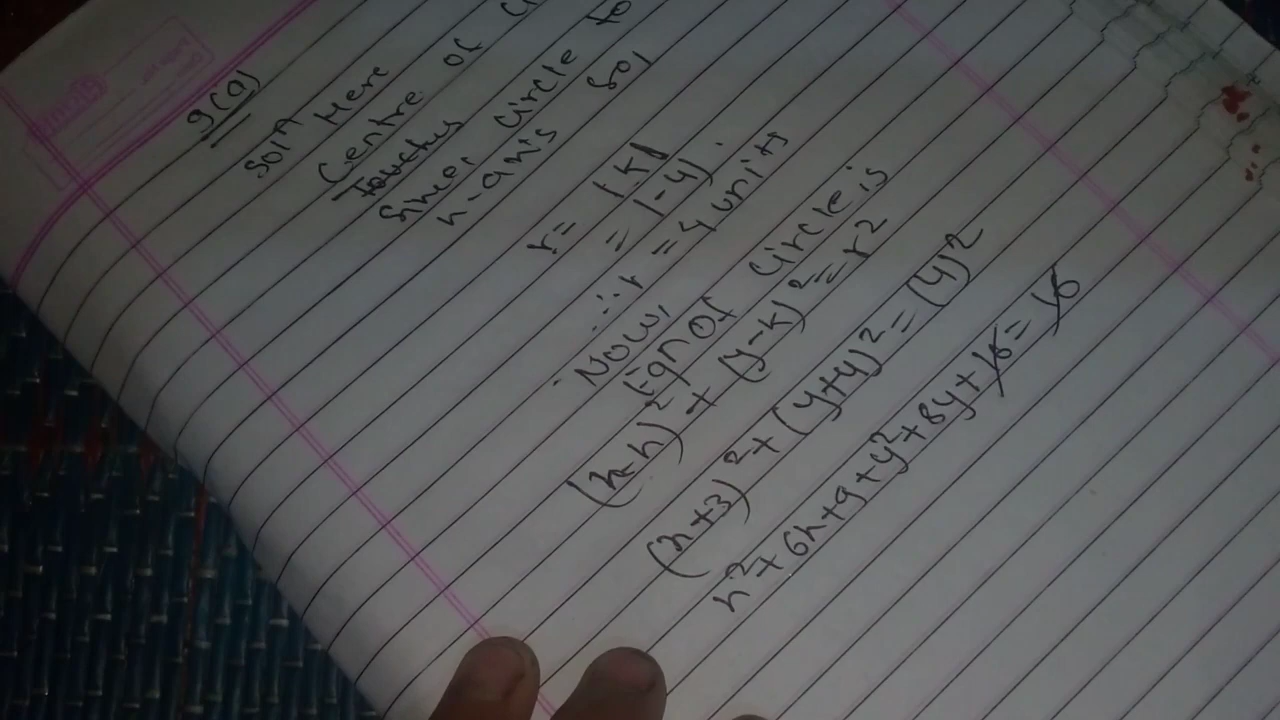 9(a)
Soln Here
Centre of
touches
Since, Circle to
x-axis So,
r = |k|
= |-4|
∴ r = 4 units
Now,
Eqn of Circle is
(x-h)² + (y-k)² = r²
(x+3)² + (y+4)² = (4)²
x² + 6x + 9 + y² + 8y + 16 = 16